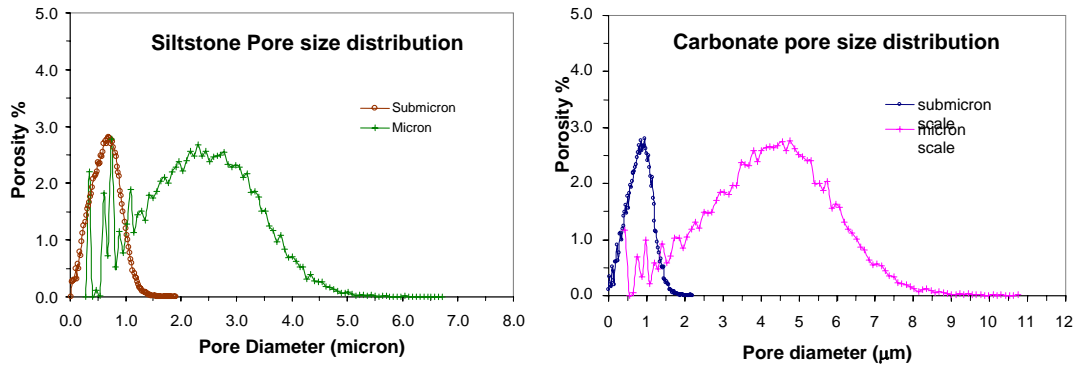 Siltstone Pore size distribution
Porosity %
5.0
4.0
3.0
2.0
1.0
0.0
Submicron
Micron
0.0 1.0 2.0 3.0 4.0 5.0 6.0 7.0 8.0
Pore Diameter (micron)
Carbonate pore size distribution
Porosity %
5.0
4.0
3.0
2.0
1.0
0.0
submicron
scale
micron
scale
0 1 2 3 4 5 6 7 8 9 10 11 12
Pore diameter (μm)